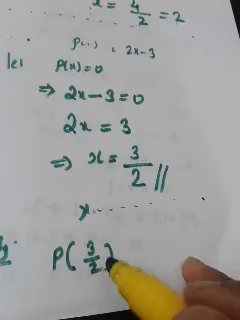 x = 4/2 = 2
P(...) = 2x-3
let P(x) = 0
⇒ 2x - 3 = 0
2x = 3
⇒ x = 3/2 //
x ........
P(3/2)